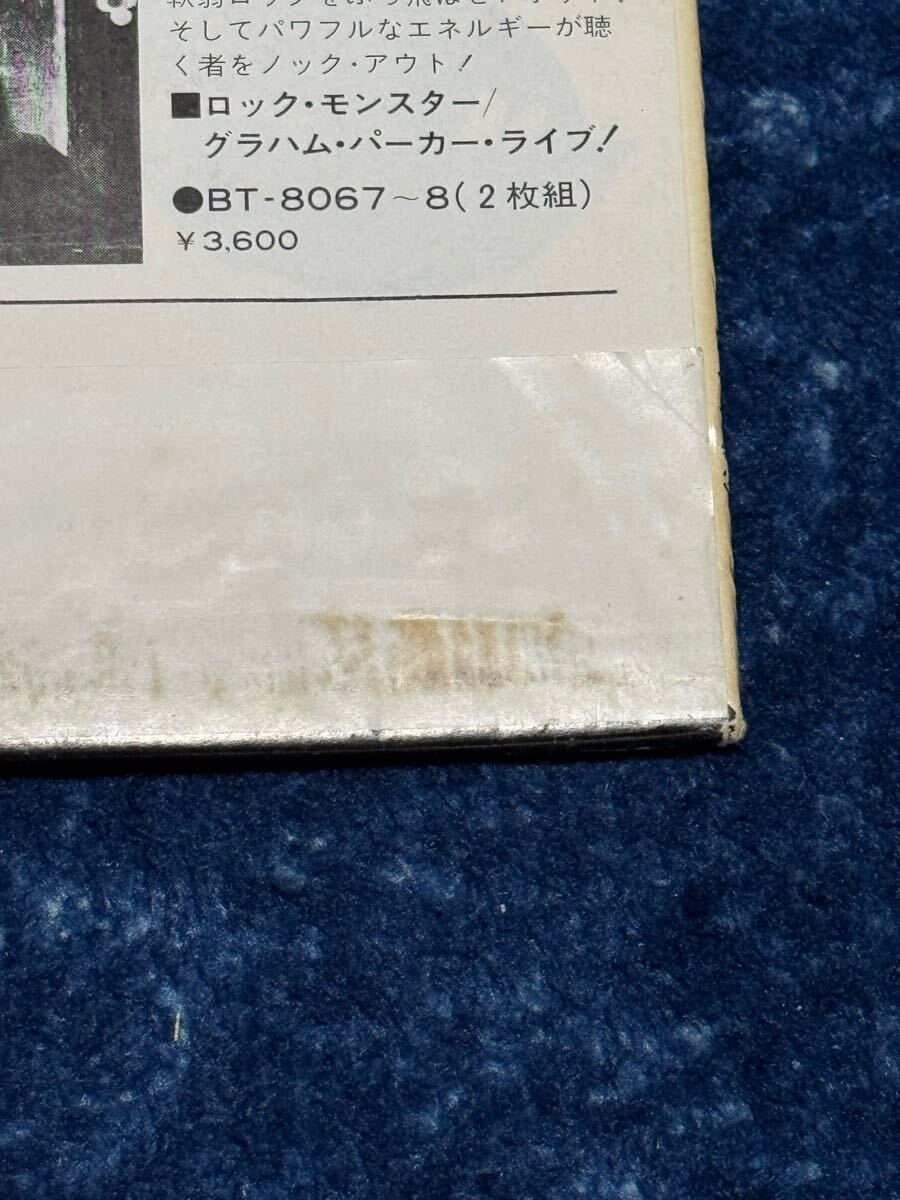 そしてパワフルなエネルギーが聴
く者をノック・アウト！
■ロック・モンスター/
グラハム・パーカー・ライブ！
●BT-8067〜8(2枚組)
¥3,600